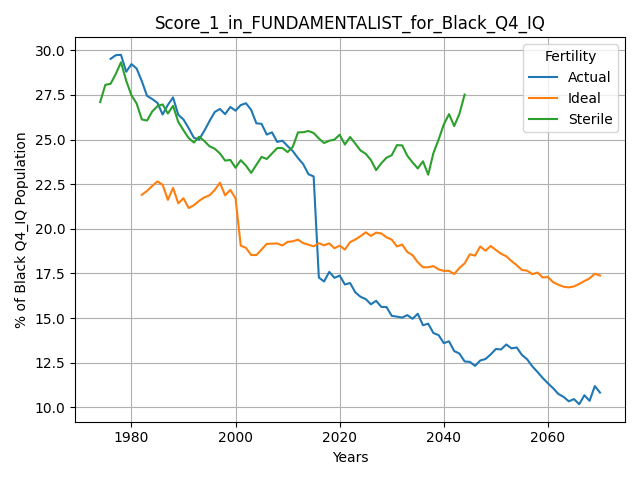 Score_1_in_FUNDAMENTALIST_for_Black_Q4_IQ
% of Black Q4_IQ Population
30.0
27.5
25.0
22.5
20.0
17.5
15.0
12.5
10.0
Fertility
Actual
Ideal
Sterile
1980
2000
2020
2040
2060
Years